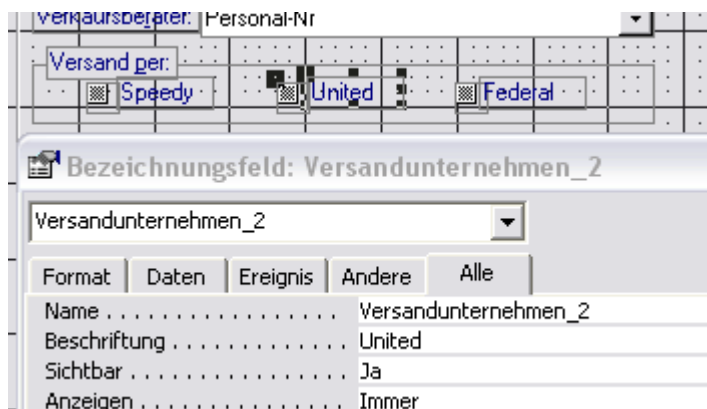 Verkaufsberater: Personal-Nr
Versand per:
Speedy United Federal
Bezeichnungsfeld: Versandunternehmen_2
Versandunternehmen_2
Format Daten Ereignis Andere Alle
Name . . . . . . . . . . . . . . . . . Versandunternehmen_2
Beschriftung . . . . . . . . . . . . . United
Sichtbar . . . . . . . . . . . . . . . . Ja
Anzeigen . . . . . . . . . . . . . . . Immer